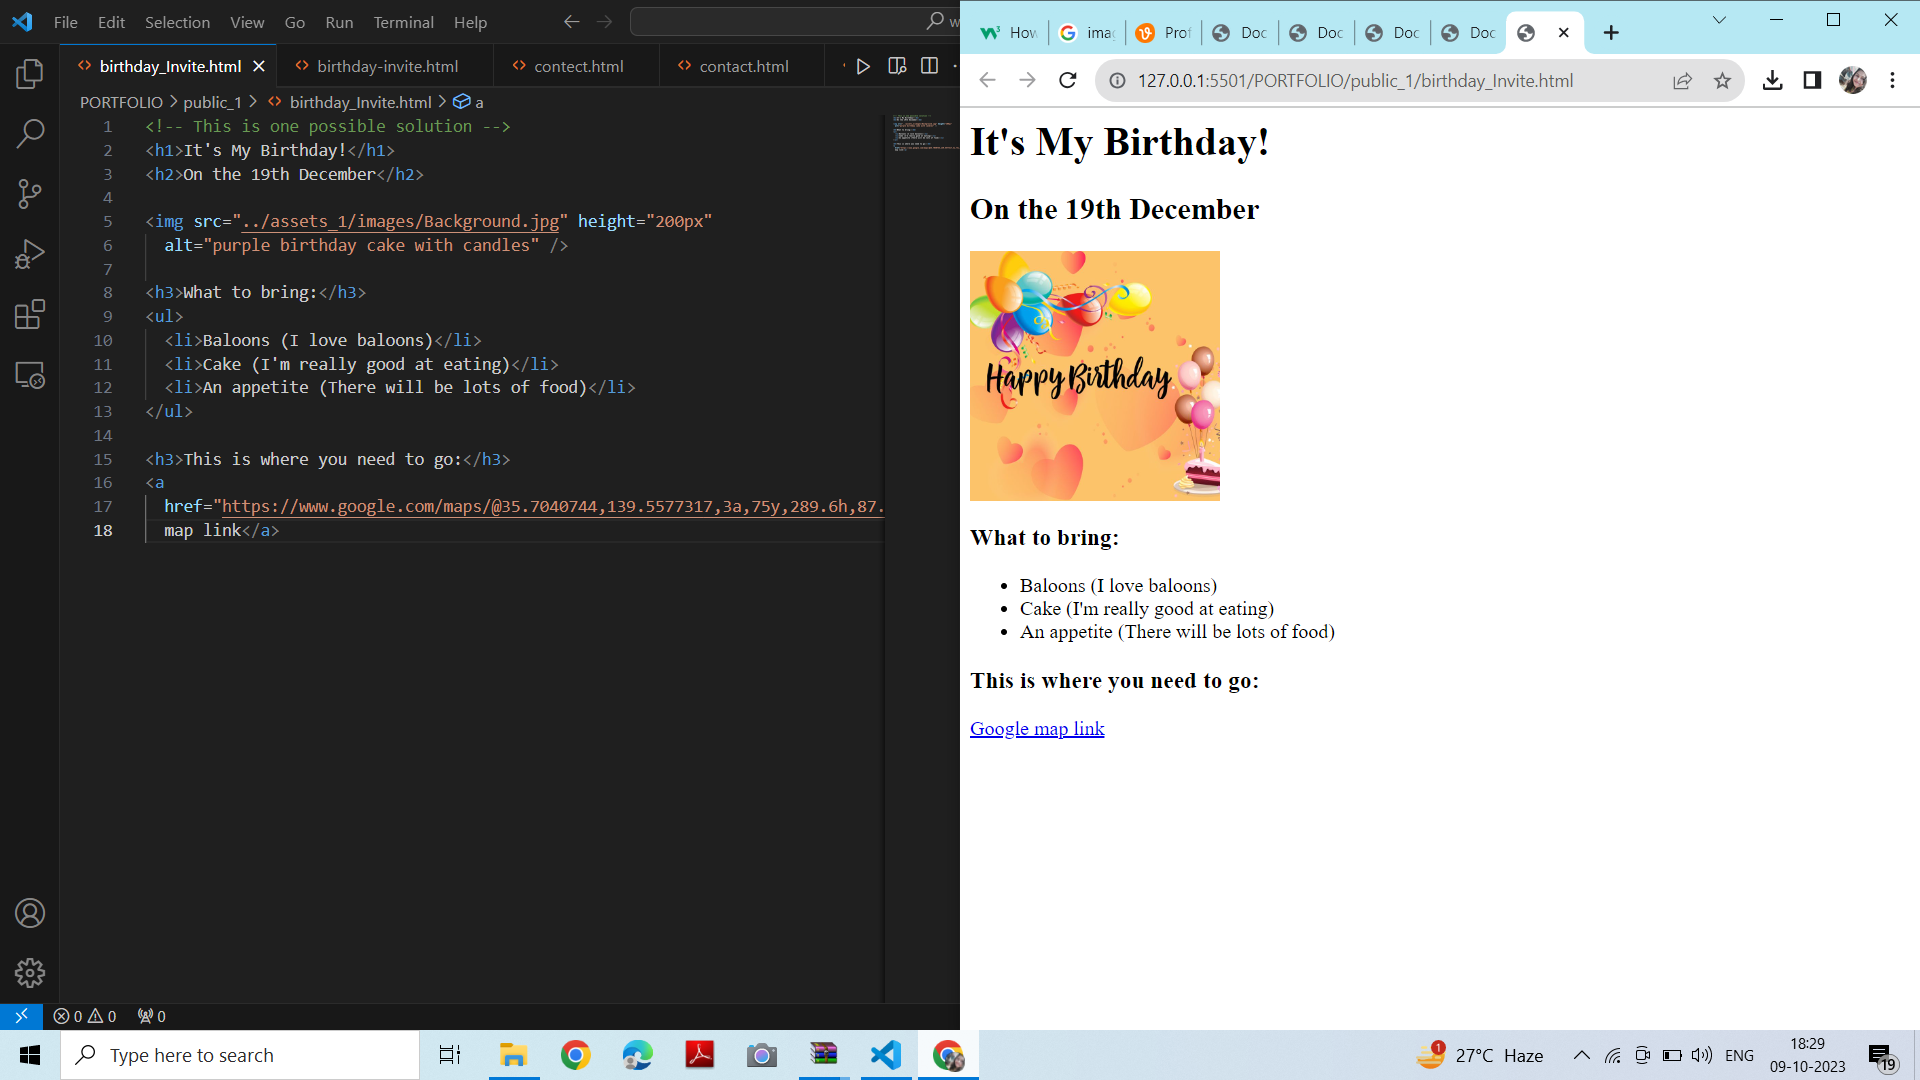 File Edit Selection View Go Run Terminal Help
birthday_Invite.html birthday-invite.html contect.html contact.html
PORTFOLIO > public_1 > birthday_Invite.html > a
1 <!-- This is one possible solution -->
2 <h1>It's My Birthday!</h1>
3 <h2>On the 19th December</h2>
4
5 <img src="../assets_1/images/Background.jpg" height="200px"
6 alt="purple birthday cake with candles" />
7
8 <h3>What to bring:</h3>
9 <ul>
10 <li>Baloons (I love baloons)</li>
11 <li>Cake (I'm really good at eating)</li>
12 <li>An appetite (There will be lots of food)</li>
13 </ul>
14
15 <h3>This is where you need to go:</h3>
16 <a
17 href="https://www.google.com/maps/@35.7040744,139.5577317,3a,75y,289.6h,87.
18 map link</a>
0 0 0
How imag Prof Doc Doc Doc Doc
127.0.0.1:5501/PORTFOLIO/public_1/birthday_Invite.html
It's My Birthday!
On the 19th December
Happy Birthday
What to bring:
• Baloons (I love baloons)
• Cake (I'm really good at eating)
• An appetite (There will be lots of food)
This is where you need to go:
Google map link
Type here to search
1 27°C Haze ENG 18:29
09-10-2023 19